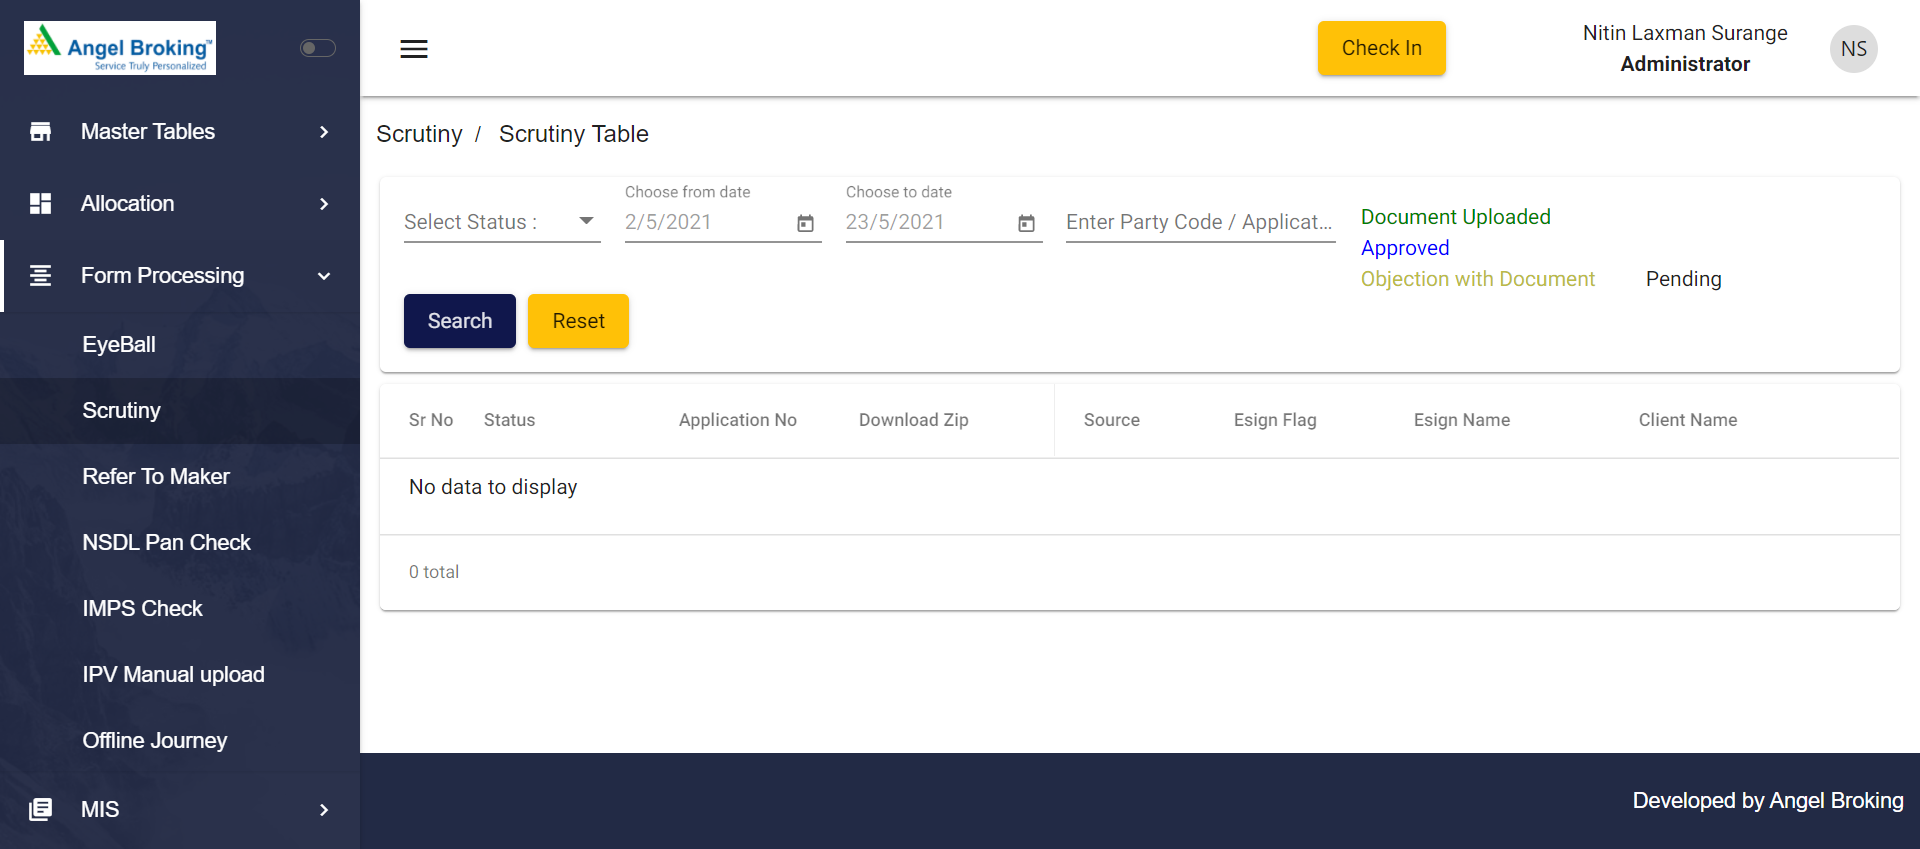 Angel Broking™
Service Truly Personalized
Master Tables
Allocation
Form Processing
EyeBall
Scrutiny
Refer To Maker
NSDL Pan Check
IMPS Check
IPV Manual upload
Offline Journey
MIS
Check In
Nitin Laxman Surange
Administrator
NS
Scrutiny / Scrutiny Table
Select Status :
Choose from date
2/5/2021
Choose to date
23/5/2021
Enter Party Code / Applicat...
Document Uploaded
Approved
Objection with Document
Pending
Search
Reset
Sr No Status Application No Download Zip Source Esign Flag Esign Name Client Name
No data to display
0 total
Developed by Angel Broking